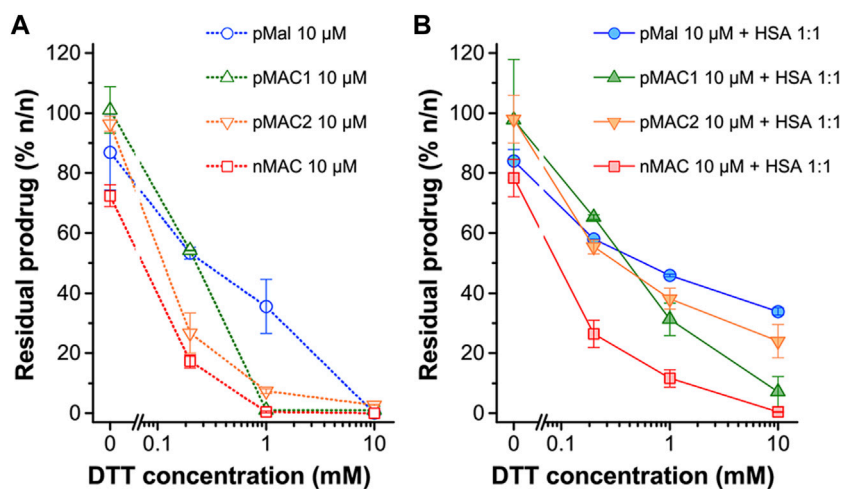 A
Residual prodrug (% n/n)
120
100
80
60
40
20
0
pMal 10 µM
pMAC1 10 µM
pMAC2 10 µM
nMAC 10 µM
0
0.1
1
10
DTT concentration (mM)
B
Residual prodrug (% n/n)
120
100
80
60
40
20
0
pMal 10 µM + HSA 1:1
pMAC1 10 µM + HSA 1:1
pMAC2 10 µM + HSA 1:1
nMAC 10 µM + HSA 1:1
0
0.1
1
10
DTT concentration (mM)